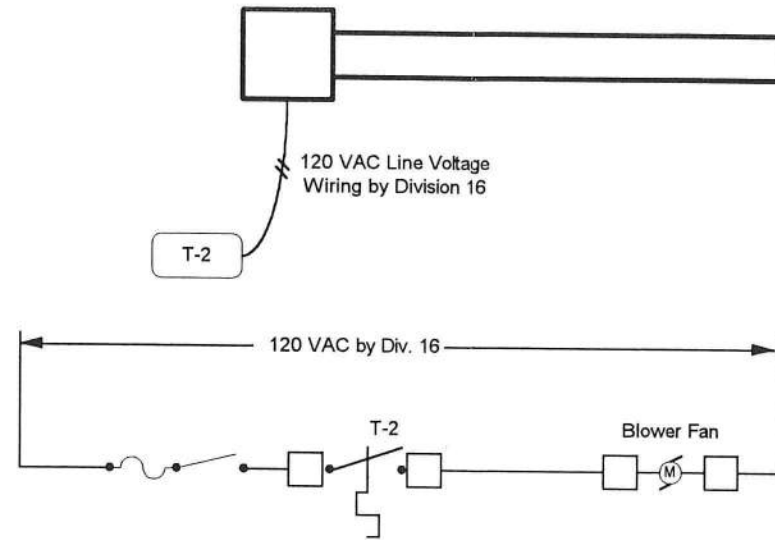 120 VAC Line Voltage
Wiring by Division 16
T-2
120 VAC by Div. 16
T-2
Blower Fan
M